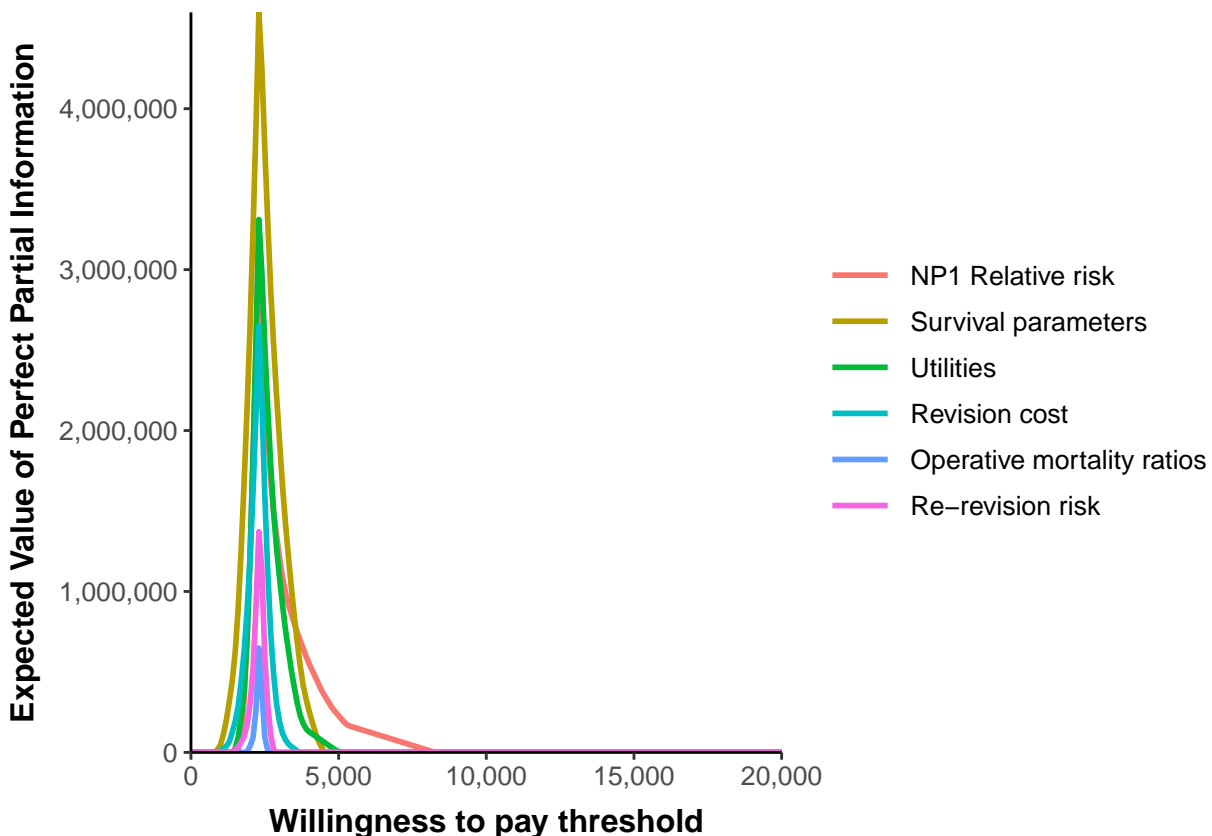 Expected Value of Perfect Partial Information
4,000,000
3,000,000
2,000,000
1,000,000
0
0
5,000
10,000
15,000
20,000
Willingness to pay threshold
NP1 Relative risk
Survival parameters
Utilities
Revision cost
Operative mortality ratios
Re−revision risk